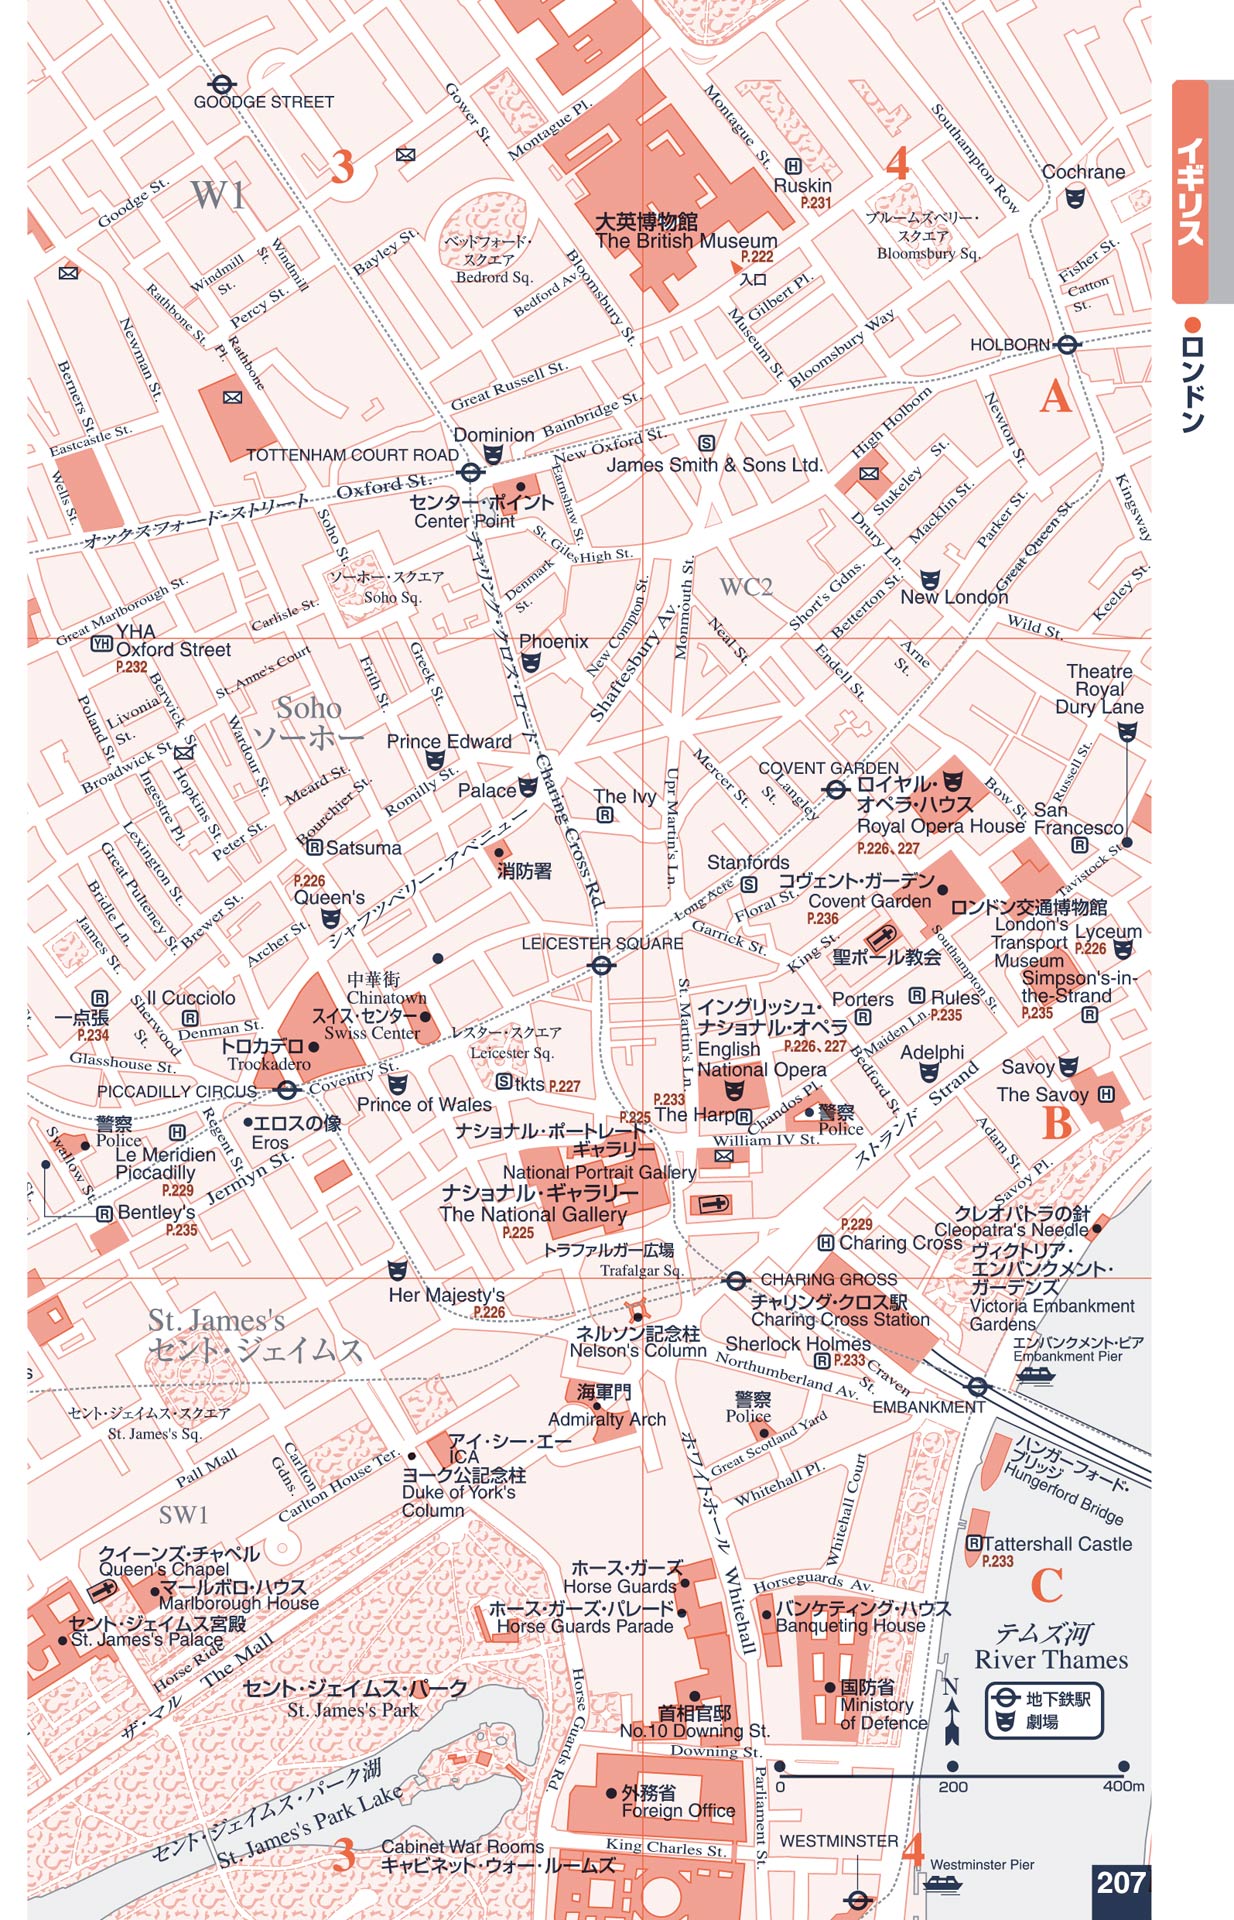 GOODGE STREET
3
W1
Goodge St.
Gower St.
Montague Pl.
Montague St.
Ruskin
P.231
4
Southampton Row
Cochrane
イギリス
●ロンドン
大英博物館
The British Museum
P.222
入口
ブルームズベリー・
スクエア
Bloomsbury Sq.
ベッドフォード・
スクエア
Bedrord Sq.
Bayley St.
Windmill
St.
Windmill
St.
Percy St.
Rathbone St.
Rathbone
Pl.
Newman St.
Berners St.
Eastcastle St.
Wells St.
Bedford Av.
Bloomsbury St.
Gilbert Pl.
Museum St.
Bloomsbury Way
Fisher St.
Catton
St.
HOLBORN
A
Great Russell St.
Bainbridge St.
New Oxford St.
Dominion
TOTTENHAM COURT ROAD
James Smith & Sons Ltd.
High Holborn
Newton St.
Stukeley St.
Macklin St.
Parker St.
Great Queen St.
Kingsway
Drury Ln.
オックスフォード・ストリート
Oxford St.
センター・ポイント
Center Point
Earnshaw St.
St. Giles High St.
Denmark
St.
Soho St.
ソーホー・スクエア
Soho Sq.
Great Marlborough St.
Carlisle St.
YHA
Oxford Street
P.232
チャリング・クロス・ロード
Charing Cross Rd.
Phoenix
New Compton St.
Shaftesbury Av.
Monmouth St.
Neal St.
WC2
Short's Gdns.
Betterton St.
New London
Endell St.
Arne
St.
Wild St.
Keeley St.
Theatre
Royal
Dury Lane
St. Anne's Court
Frith St.
Greek St.
Soho
ソーホー
Poland St.
Livonia
St.
Berwick St.
Broadwick St.
Ingestre Pl.
Hopkins St.
Wardour St.
Meard St.
Bourchier St.
Romilly St.
Peter St.
Prince Edward
Palace
The Ivy
Upr Martin's Ln.
Mercer St.
Langley
St.
COVENT GARDEN
ロイヤル・
オペラ・ハウス
Royal Opera House
P.226、227
Bow St.
Russell St.
San
Francesco
Tavistock St.
Satsuma
消防署
シャフツベリー・アベニュー
P.226
Queen's
Lexington St.
Great Pulteney St.
Bridle Ln.
James St.
Brewer St.
Archer St.
Stanfords
Long Acre
Floral St.
Garrick St.
King St.
コヴェント・ガーデン
Covent Garden
P.236
聖ポール教会
ロンドン交通博物館
London's
Transport
Museum
Lyceum
P.226
Southampton St.
Simpson's-in-
the-Strand
P.235
LEICESTER SQUARE
中華街
Chinatown
スイス・センター
Swiss Center
レスター・スクエア
Leicester Sq.
tkts P.227
一点張
P.234
Il Cucciolo
Sherwood
St.
Denman St.
Glasshouse St.
トロカデロ
Trockadero
PICCADILLY CIRCUS
Coventry St.
Prince of Wales
St. Martin's Ln.
イングリッシュ・
ナショナル・オペラ
English
National Opera
P.226、227
Porters
Rules
P.235
Maiden Ln.
Bedford St.
Adelphi
ストランド Strand
Savoy
The Savoy
B
P.233
The Harp
Chandos Pl.
警察
Police
William IV St.
Adam St.
Savoy Pl.
警察
Police
Swallow St.
Le Meridien
Piccadilly
P.229
Bentley's
P.235
エロスの像
Eros
Regent St.
Jermyn St.
P.225
ナショナル・ポートレード・
ギャラリー
National Portrait Gallery
ナショナル・ギャラリー
The National Gallery
P.225
トラファルガー広場
Trafalgar Sq.
Her Majesty's
P.226
クレオパトラの針
Cleopatra's Needle
P.229
Charing Cross
CHARING GROSS
チャリング・クロス駅
Charing Cross Station
ヴィクトリア・
エンバンクメント・
ガーデンズ
Victoria Embankment
Gardens
エンバンクメント・ピア
Embankment Pier
EMBANKMENT
St. James's
セント・ジェイムス
ネルソン記念柱
Nelson's Column
Sherlock Holmes
P.233
Craven
St.
Northumberland Av.
セント・ジェイムス・スクエア
St. James's Sq.
海軍門
Admiralty Arch
警察
Police
Great Scotland Yard
Whitehall Pl.
Whitehall Court
Pall Mall
Carlton
Gdns.
Carlton House Ter.
アイ・シー・エー
ICA
ヨーク公記念柱
Duke of York's
Column
SW1
ホワイトホール
Whitehall
ハンガーフォード・
ブリッジ
Hungerford Bridge
Tattershall Castle
P.233
C
クイーンズ・チャペル
Queen's Chapel
マールボロ・ハウス
Marlborough House
セント・ジェイムス宮殿
St. James's Palace
Horse Ride
ザ・マル The Mall
ホース・ガーズ
Horse Guards
ホース・ガーズ・パレード
Horse Guards Parade
Horseguards Av.
バンケティング・ハウス
Banqueting House
テムズ河
River Thames
N
地下鉄駅
劇場
0 200 400m
セント・ジェイムス・パーク
St. James's Park
Horse Guards Rd.
首相官邸
No.10 Downing St.
国防省
Ministory
of Defence
Downing St.
外務省
Foreign Office
Parliament St.
セント・ジェイムス・パーク湖
St. James's Park Lake
King Charles St.
3
Cabinet War Rooms
キャビネット・ウォー・ルームズ
WESTMINSTER
4
Westminster Pier
207